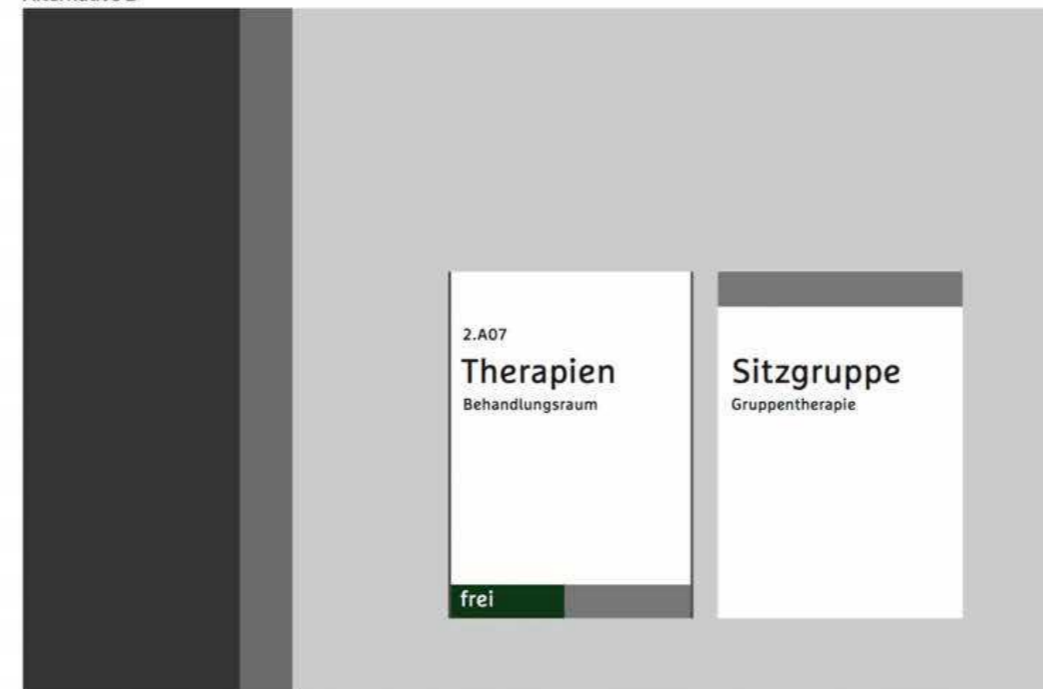 2.A07
Therapien
Behandlungsraum
frei
Sitzgruppe
Gruppentherapie